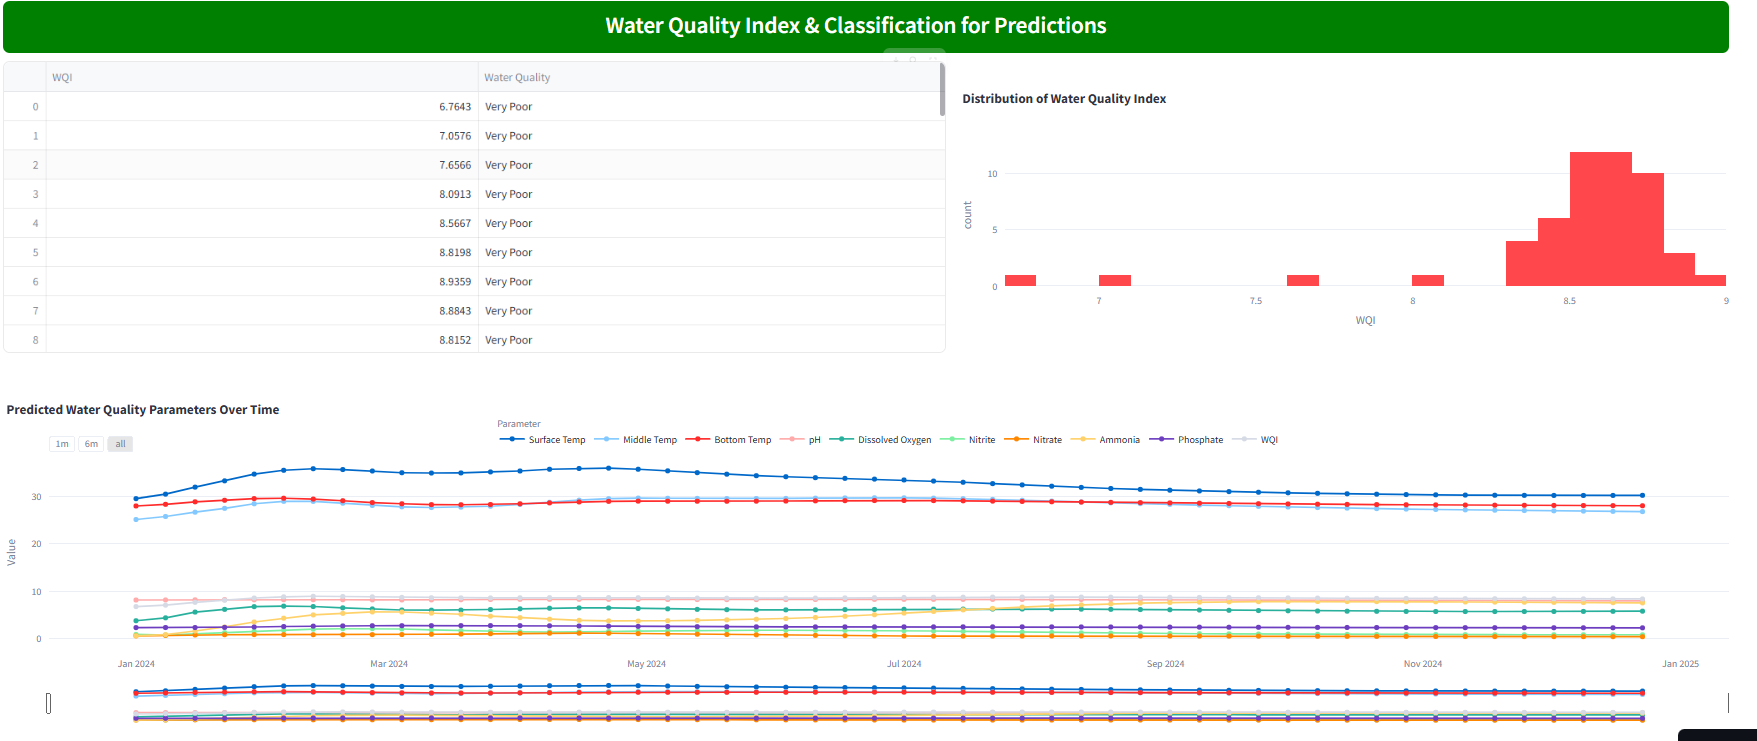 Water Quality Index & Classification for Predictions
WQI Water Quality
0 6.7643 Very Poor
1 7.0576 Very Poor
2 7.6566 Very Poor
3 8.0913 Very Poor
4 8.5667 Very Poor
5 8.8198 Very Poor
6 8.9359 Very Poor
7 8.8843 Very Poor
8 8.8152 Very Poor
Distribution of Water Quality Index
10
5
0
count
7 7.5 8 8.5 9
WQI
Predicted Water Quality Parameters Over Time
1m 6m all
Parameter
Surface Temp Middle Temp Bottom Temp pH Dissolved Oxygen Nitrite Nitrate Ammonia Phosphate WQI
30
20
10
0
Value
Jan 2024 Mar 2024 May 2024 Jul 2024 Sep 2024 Nov 2024 Jan 2025